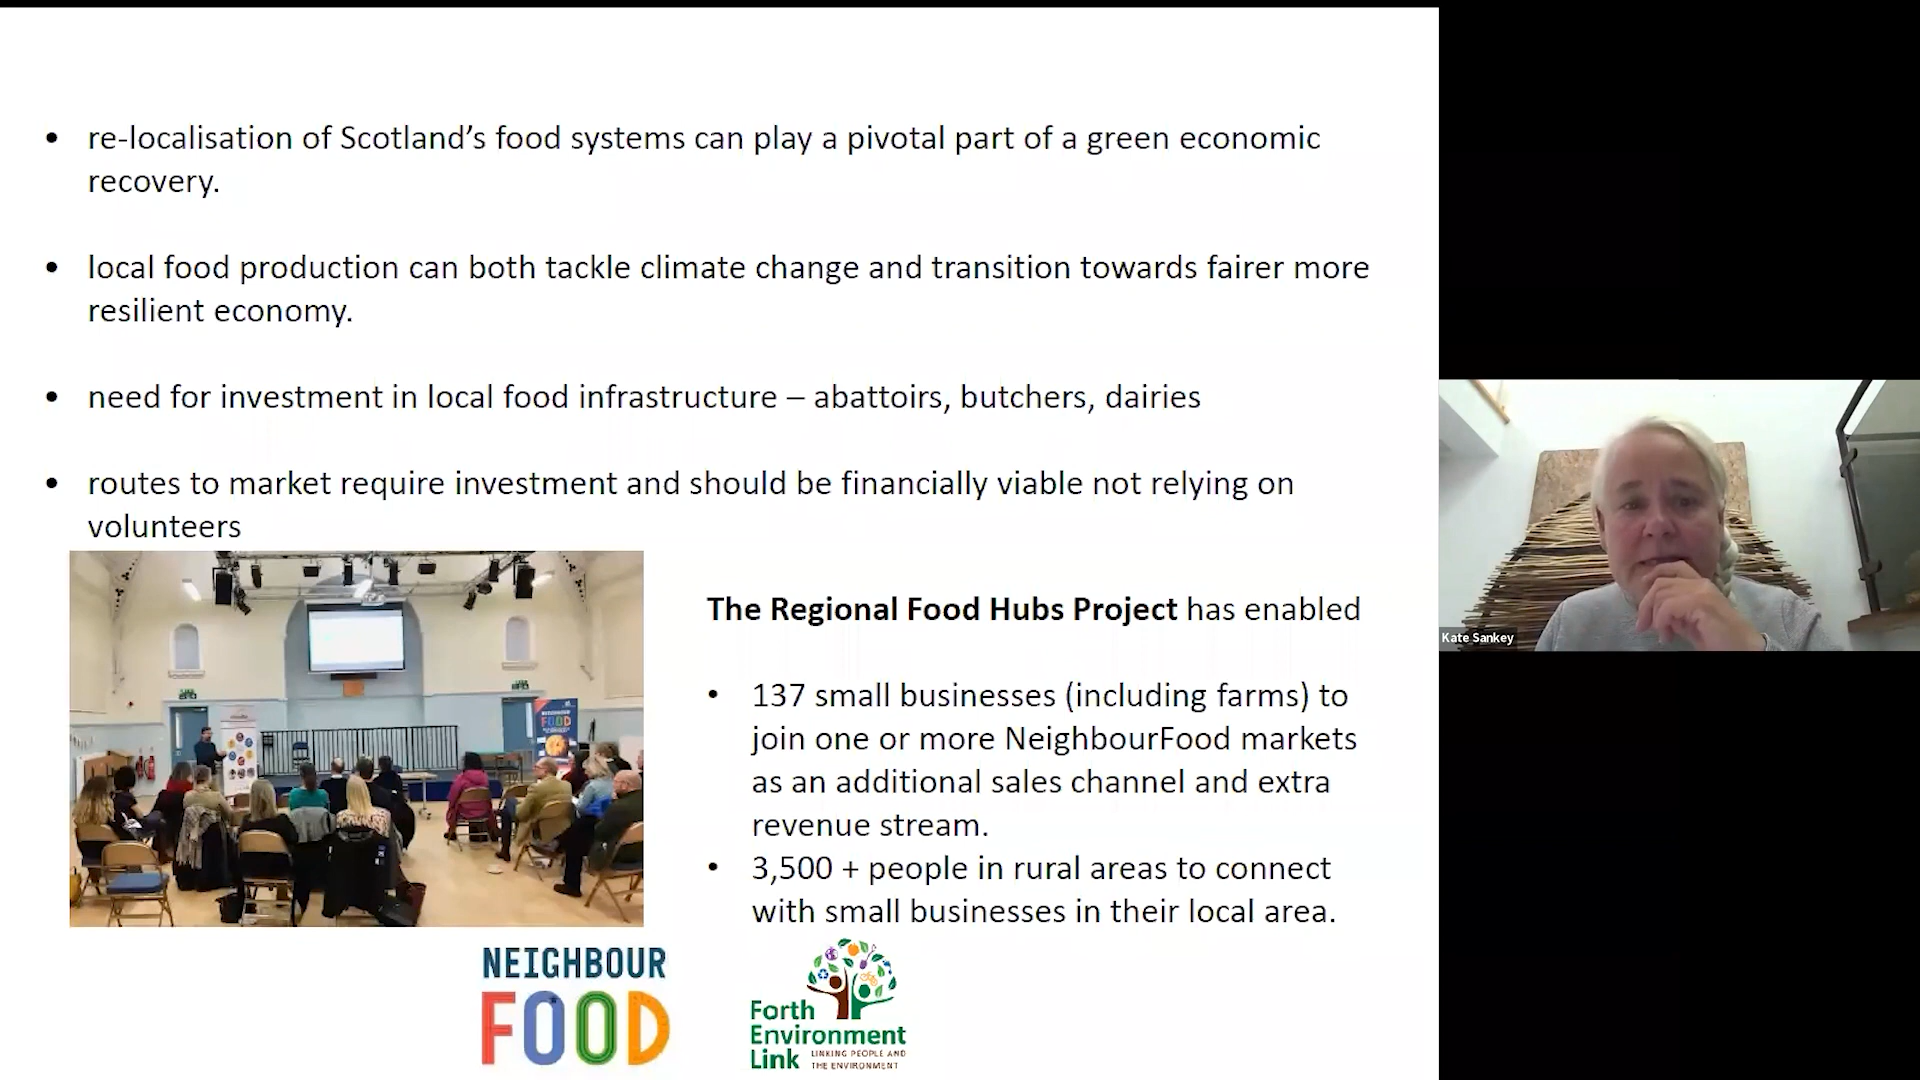 • re-localisation of Scotland’s food systems can play a pivotal part of a green economic
recovery.
• local food production can both tackle climate change and transition towards fairer more
resilient economy.
• need for investment in local food infrastructure – abattoirs, butchers, dairies
• routes to market require investment and should be financially viable not relying on
volunteers
NEIGHBOUR
FOOD
The Regional Food Hubs Project has enabled
• 137 small businesses (including farms) to
join one or more NeighbourFood markets
as an additional sales channel and extra
revenue stream.
• 3,500 + people in rural areas to connect
with small businesses in their local area.
NEIGHBOUR
FOOD
Forth
Environment
Link
LINKING PEOPLE AND
THE ENVIRONMENT
Kate Sankey